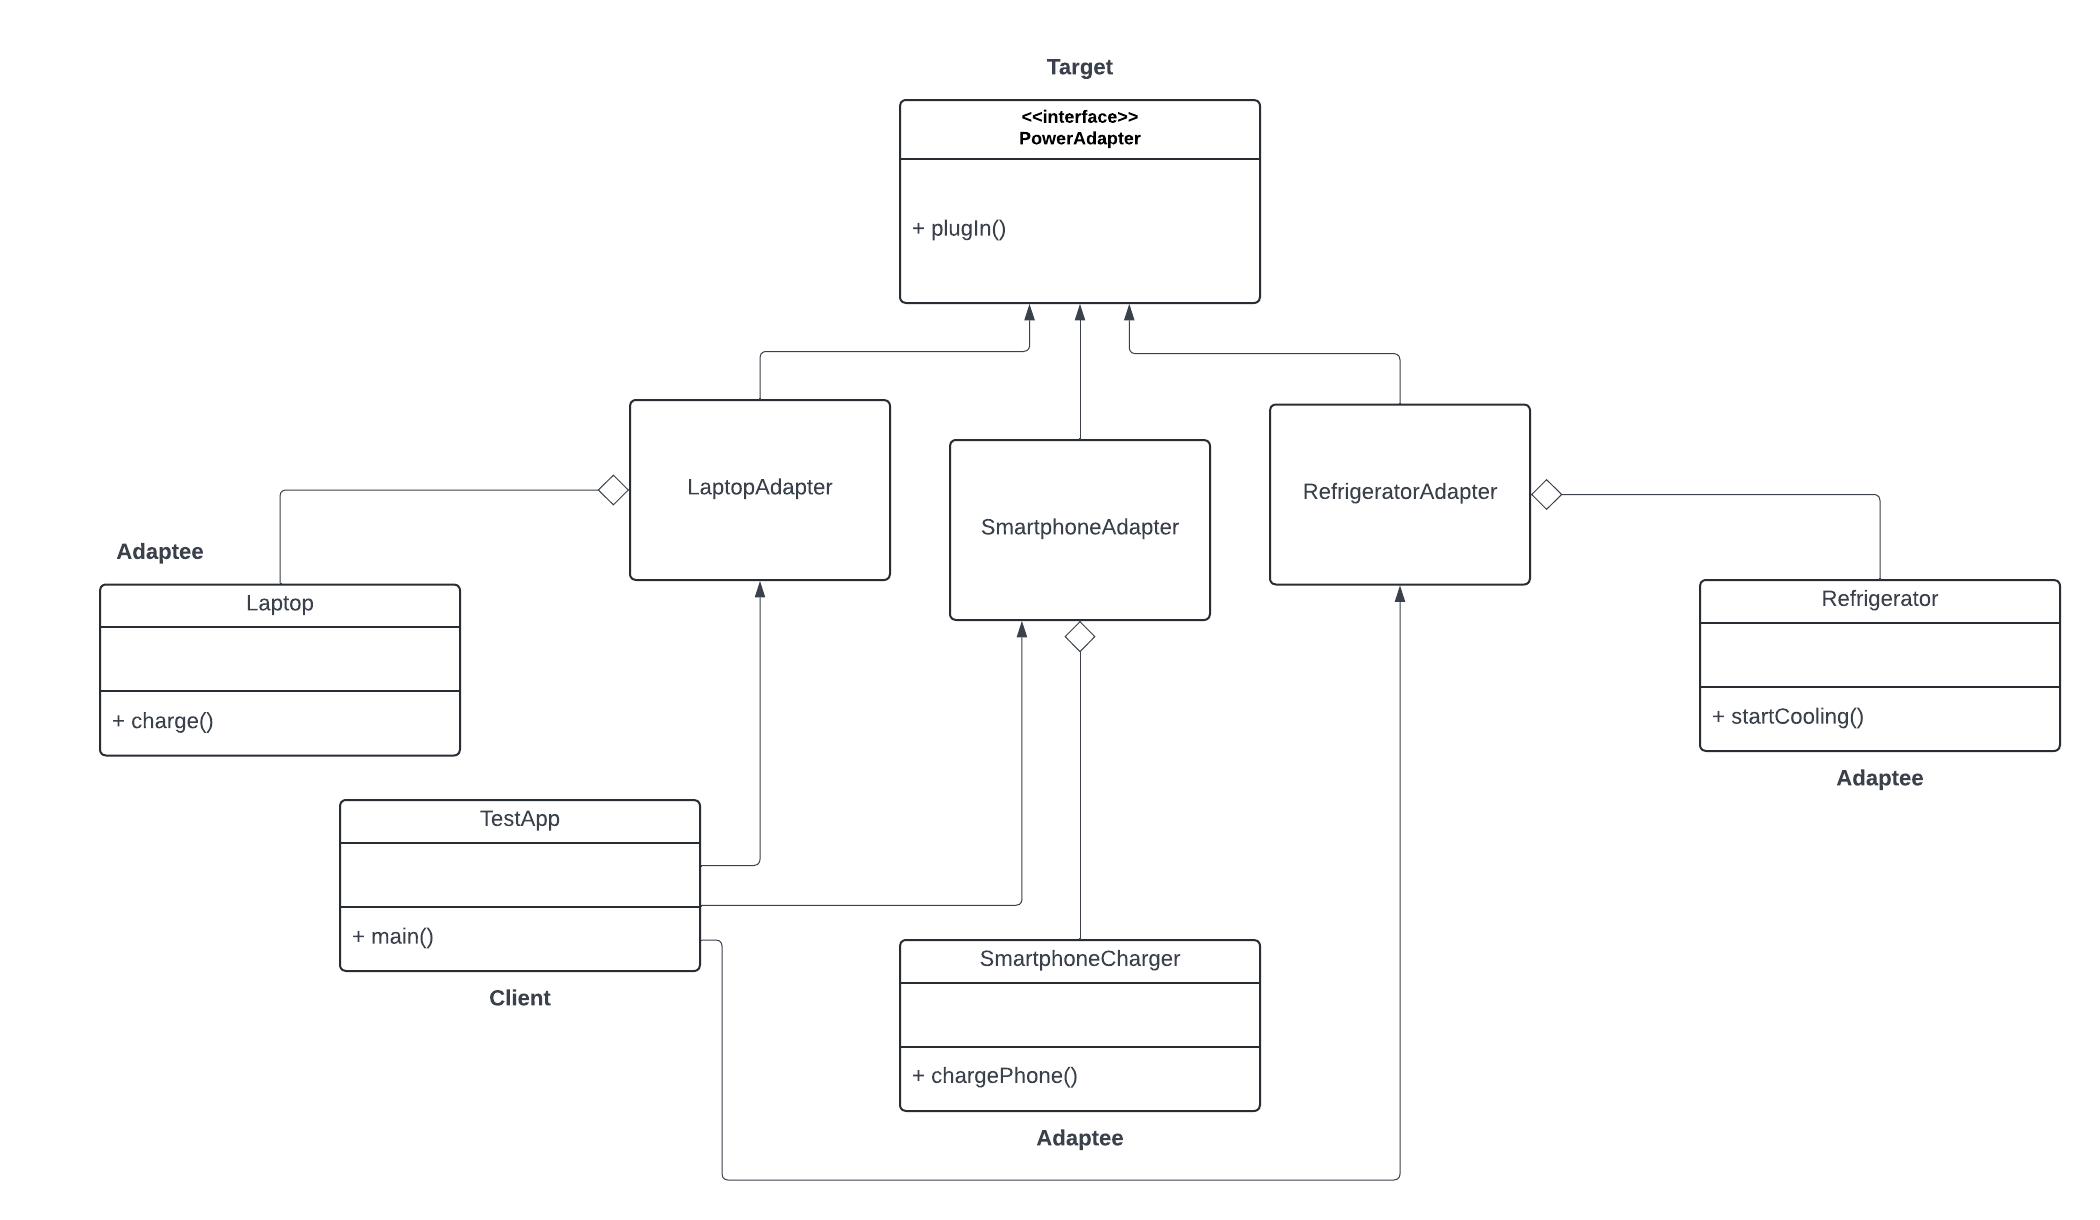 Target
<<interface>>
PowerAdapter
+ plugIn()
LaptopAdapter
SmartphoneAdapter
RefrigeratorAdapter
Adaptee
Laptop
+ charge()
Refrigerator
+ startCooling()
Adaptee
TestApp
+ main()
Client
SmartphoneCharger
+ chargePhone()
Adaptee